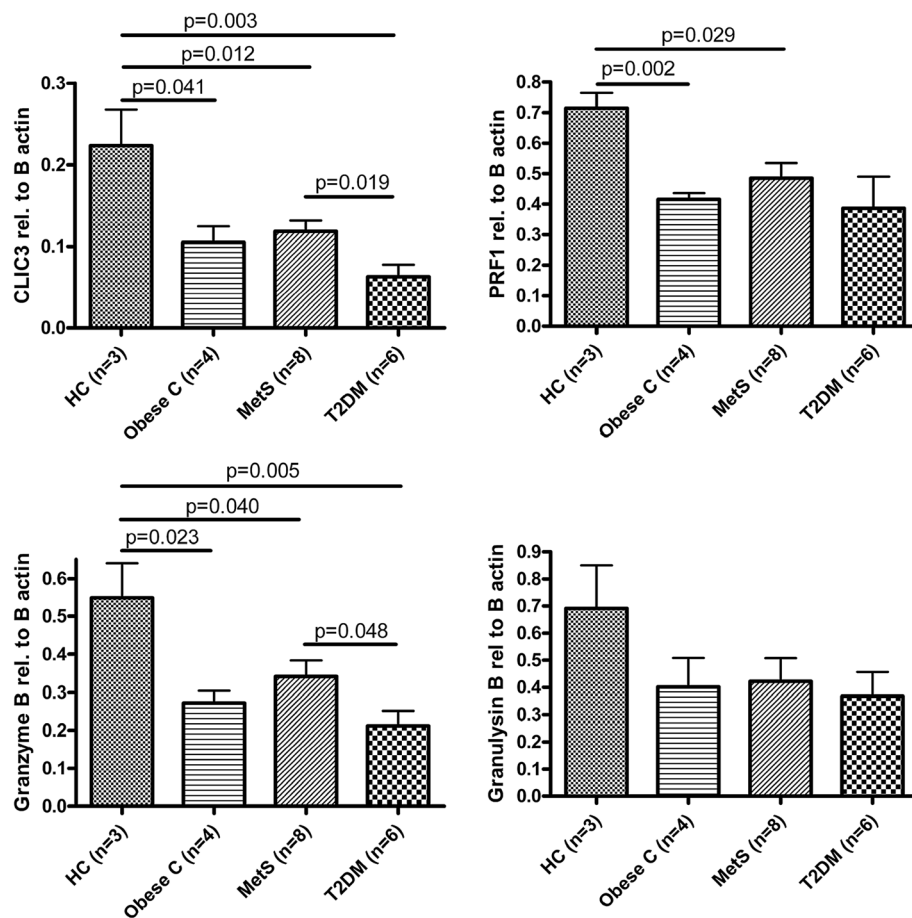 p=0.003
p=0.012
p=0.041
p=0.019
CLIC3 rel. to B actin
0.3
0.2
0.1
0.0
HC (n=3)
Obese C (n=4)
MetS (n=8)
T2DM (n=6)
p=0.029
p=0.002
PRF1 rel. to B actin
0.8
0.7
0.6
0.5
0.4
0.3
0.2
0.1
0.0
HC (n=3)
Obese C (n=4)
MetS (n=8)
T2DM (n=6)
p=0.005
p=0.040
p=0.023
p=0.048
Granzyme B rel. to B actin
0.6
0.5
0.4
0.3
0.2
0.1
0.0
HC (n=3)
Obese C (n=4)
MetS (n=8)
T2DM (n=6)
Granulysin B rel to B actin
0.9
0.8
0.7
0.6
0.5
0.4
0.3
0.2
0.1
0.0
HC (n=3)
Obese C (n=4)
MetS (n=8)
T2DM (n=6)